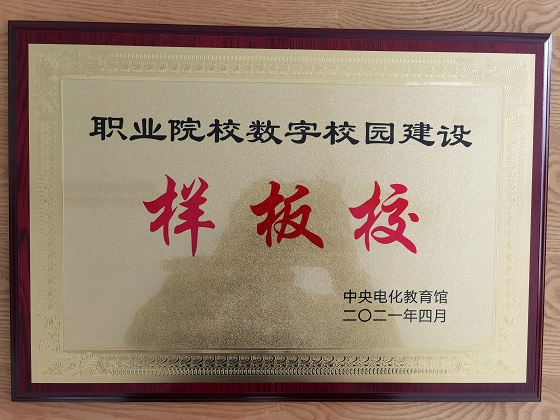 职业院校数字校园建设
样板校
中央电化教育馆
二〇二一年四月